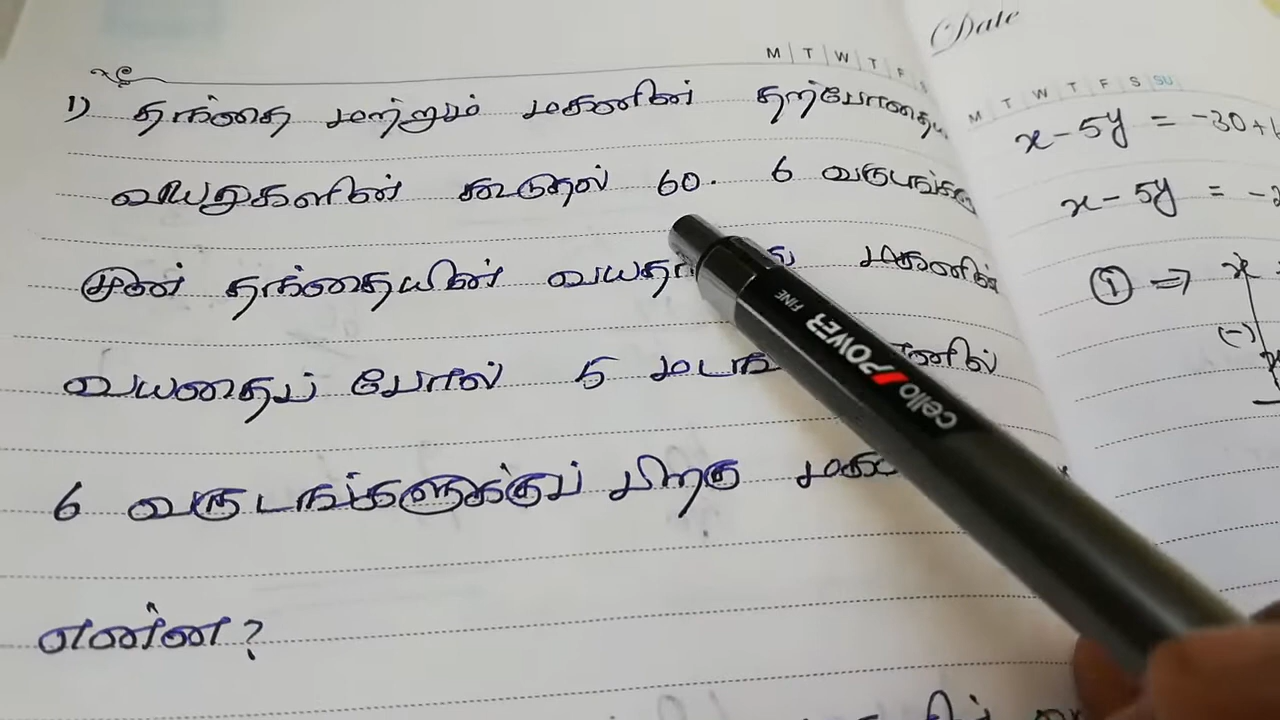 M T W T F S
1) தந்தை மற்றும் மகனின் தற்போதைய
வயதுகளின் கூடுதல் 60. 6 வருடங்களு
முன் தந்தையின் வயதா மகனின்
வயதைப் போல் 5 மடங் னில்
6 வருடங்களுக்குப் பிறகு மக
என்ன?
Date
M T W T F S SU
x - 5y = -30 +
x - 5y = -
① ⇒ x
(-)
cello POWER FINE